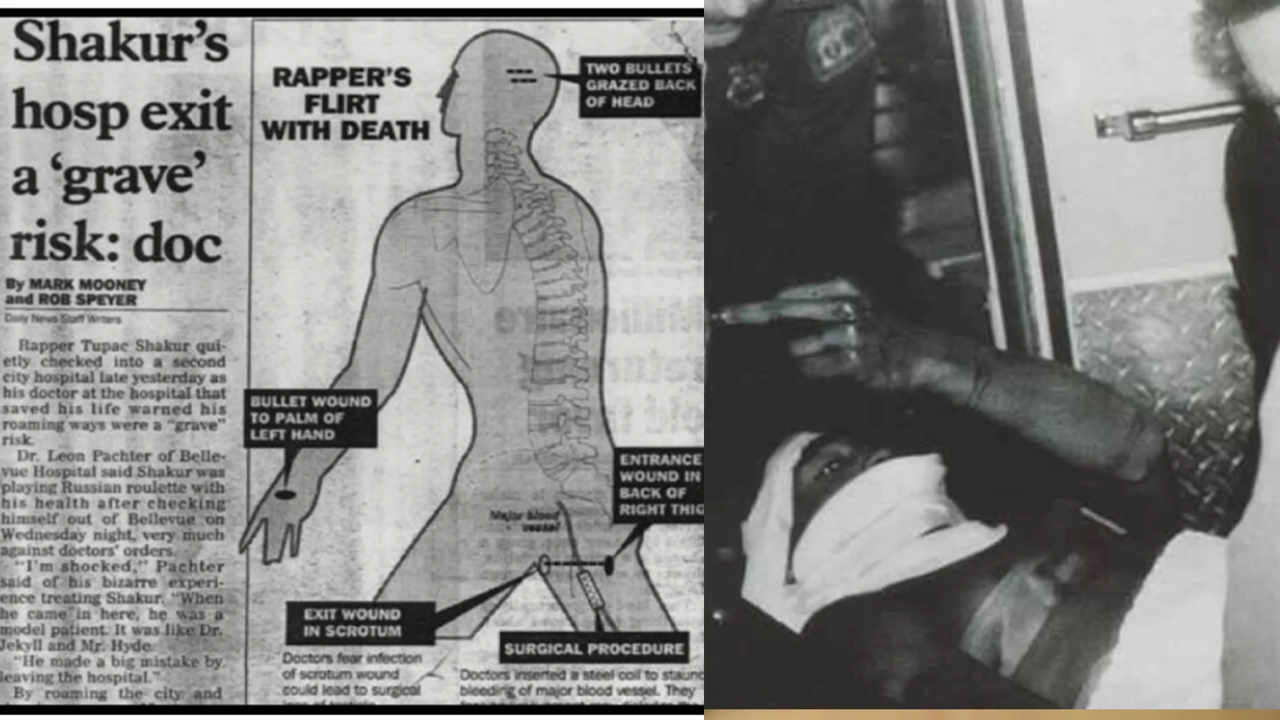 Shakur's
hosp exit
a 'grave'
risk: doc
By MARK MOONEY
and ROB SPEYER
Daily News Staff Writers
Rapper Tupac Shakur qui-
etly checked into a second
city hospital late yesterday as
his doctor at the hospital that
saved his life warned his
roaming ways were a "grave"
risk.
Dr. Leon Pachter of Belle-
vue Hospital said Shakur was
playing Russian roulette with
his health after checking
himself out of Bellevue on
Wednesday night, very much
against doctors' orders.
"I'm shocked," Pachter
said of his bizarre experi-
ence treating Shakur. "When
he came in here, he was a
model patient. It was like Dr.
Jekyll and Mr. Hyde.
"He made a big mistake by
leaving the hospital."
By roaming the city and
RAPPER'S
FLIRT
WITH DEATH
TWO BULLETS
GRAZED BACK
OF HEAD
BULLET WOUND
TO PALM OF
LEFT HAND
ENTRANCE
WOUND IN
BACK OF
RIGHT THIG
Major blood
vessel
EXIT WOUND
IN SCROTUM
Doctors fear infection
of scrotum wound
could lead to surgical
SURGICAL PROCEDURE
Doctors inserted a steel coil to staunc
bleeding of major blood vessel. They